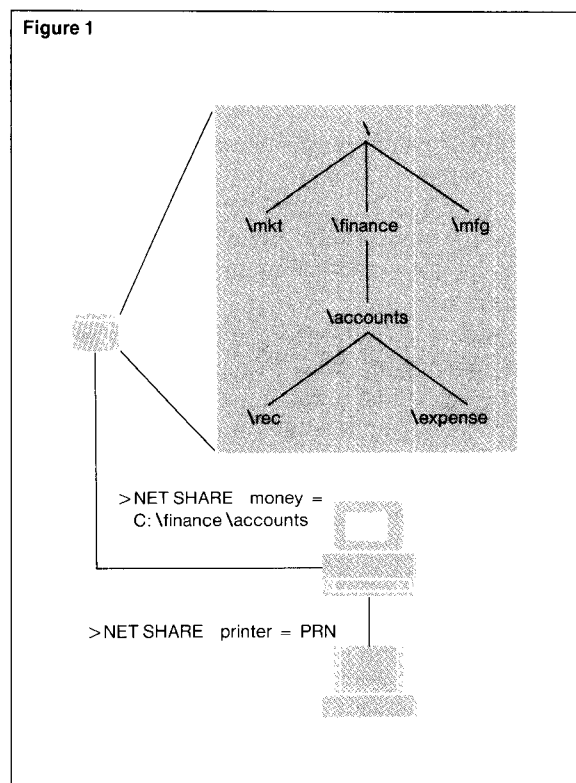 Figure 1
\
\mkt \finance \mfg
\accounts
\rec \expense
>NET SHARE money =
C: \finance \accounts
>NET SHARE printer = PRN